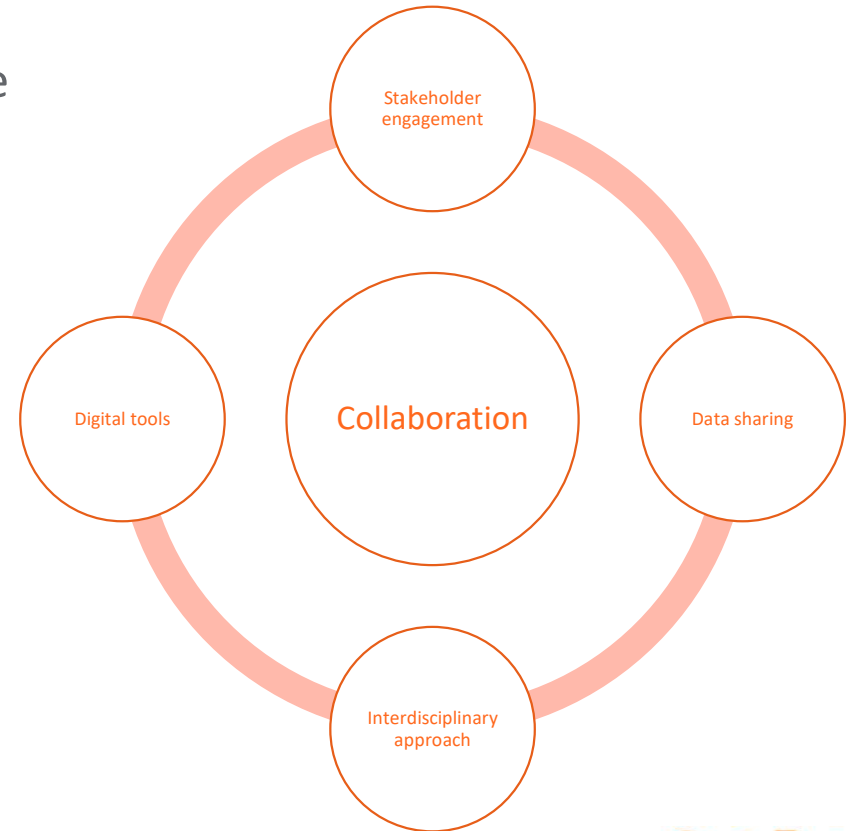 e
Stakeholder
engagement
Digital tools
Collaboration
Data sharing
Interdisciplinary
approach